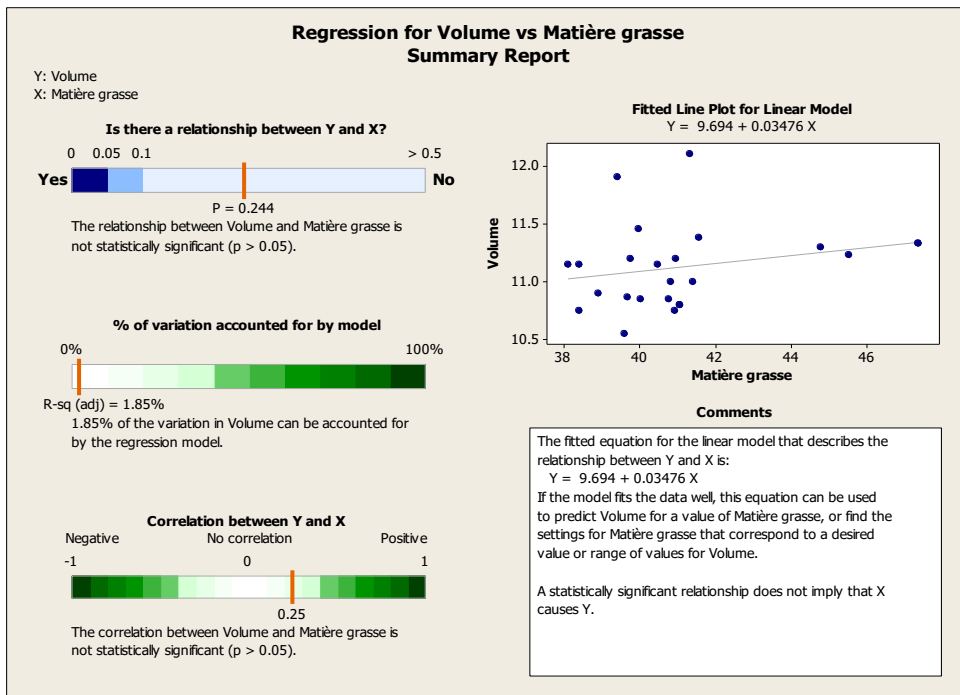 Regression for Volume vs Matière grasse
Summary Report
Y: Volume
X: Matière grasse
Is there a relationship between Y and X?
0 0.05 0.1 > 0.5
Yes No
P = 0.244
The relationship between Volume and Matière grasse is
not statistically significant (p > 0.05).
% of variation accounted for by model
0% 100%
R-sq (adj) = 1.85%
1.85% of the variation in Volume can be accounted for
by the regression model.
Correlation between Y and X
Negative No correlation Positive
-1 0 1
0.25
The correlation between Volume and Matière grasse is
not statistically significant (p > 0.05).
Fitted Line Plot for Linear Model
Y = 9.694 + 0.03476 X
12.0
11.5
11.0
10.5
Volume
38 40 42 44 46
Matière grasse
Comments
The fitted equation for the linear model that describes the
relationship between Y and X is:
Y = 9.694 + 0.03476 X
If the model fits the data well, this equation can be used
to predict Volume for a value of Matière grasse, or find the
settings for Matière grasse that correspond to a desired
value or range of values for Volume.
A statistically significant relationship does not imply that X
causes Y.